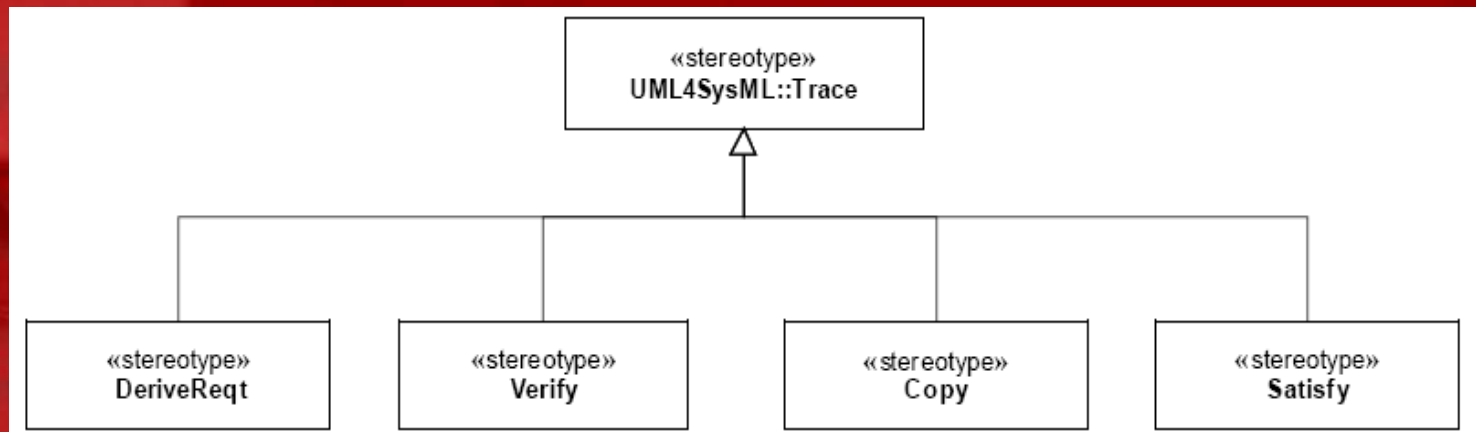 «stereotype»
UML4SysML::Trace
«stereotype»
DeriveReqt
«stereotype»
Verify
«stereotype»
Copy
«stereotype»
Satisfy